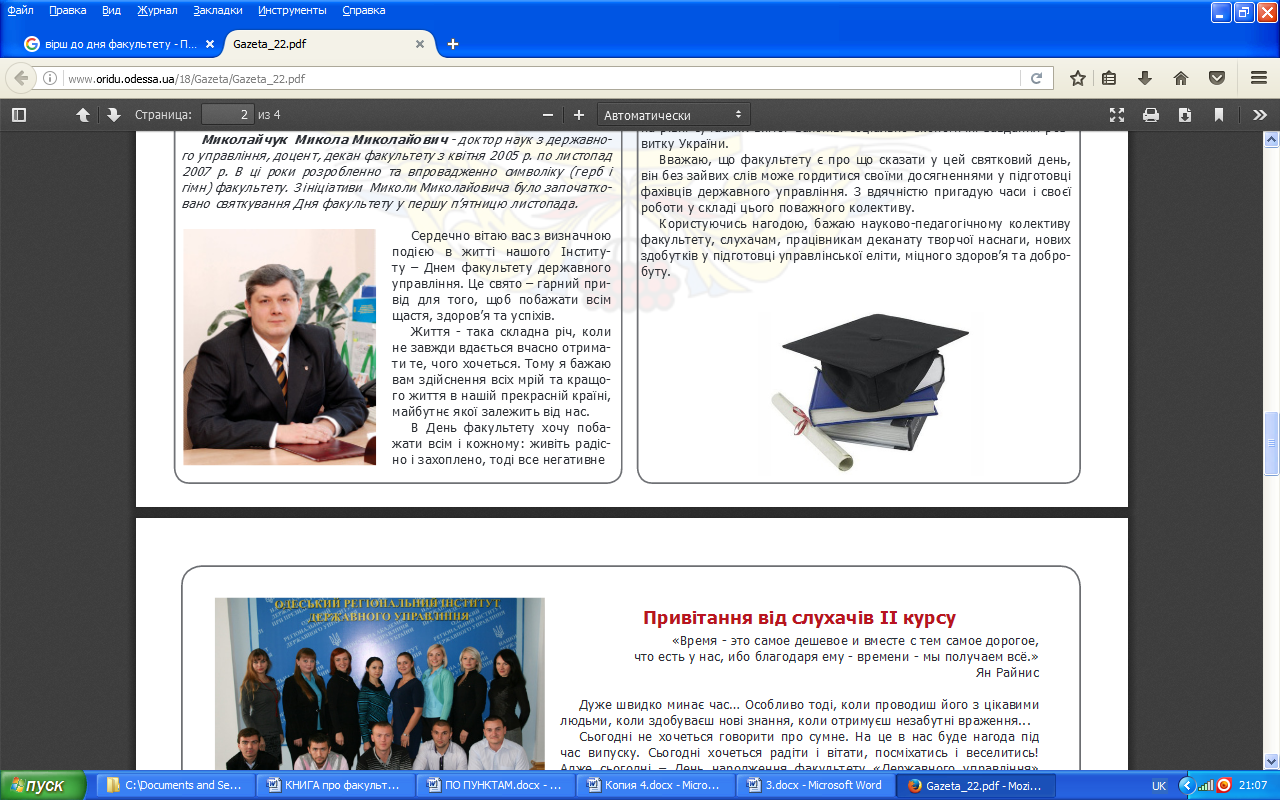 Файл Правка Вид Журнал Закладки Инструменты Справка
вірш до дня факультету - П...
Gazeta_22.pdf
www.oridu.odessa.ua/18/Gazeta/Gazeta_22.pdf
Страница: 2 из 4
Автоматически
Миколайчук Микола Миколайович - доктор наук з державно-
го управління, доцент, декан факультету з квітня 2005 р. по листопад
2007 р. В ці роки розроблено та впровадженно символіку (герб і
гімн) факультету. З ініціативи Миколи Миколайовича було започатко-
вано святкування Дня факультету у першу п’ятницю листопада.
Сердечно вітаю вас з визначною
подією в житті нашого Інститу-
ту – Днем факультету державного
управління. Це свято – гарний при-
від для того, щоб побажати всім
щастя, здоров’я та успіхів.
Життя - така складна річ, коли
не завжди вдається вчасно отрима-
ти те, чого хочеться. Тому я бажаю
вам здійснення всіх мрій та кращо-
го життя в нашій прекрасній країні,
майбутнє якої залежить від нас.
В День факультету хочу поба-
жати всім і кожному: живіть радіс-
но і захоплено, тоді все негативне
витку України.
Вважаю, що факультету є про що сказати у цей святковий день,
він без зайвих слів може гордитися своїми досягненнями у підготовці
фахівців державного управління. З вдячністю пригадую часи і своєї
роботи у складі цього поважного колективу.
Користуючись нагодою, бажаю науково-педагогічному колективу
факультету, слухачам, працівникам деканату творчої наснаги, нових
здобутків у підготовці управлінської еліти, міцного здоров’я та добро-
буту.
ОДЕСЬКИЙ РЕГІОНАЛЬНИЙ ІНСТИТУТ
ДЕРЖАВНОГО УПРАВЛІННЯ
Привітання від слухачів II курсу
«Время - это самое дешевое и вместе с тем самое дорогое,
что есть у нас, ибо благодаря ему - времени - мы получаем всё.»
Ян Райнис
Дуже швидко минає час... Особливо тоді, коли проводиш його з цікавими
людьми, коли здобуваєш нові знання, коли отримуєш незабутні враження...
Сьогодні не хочеться говорити про сумне. На це в нас буде нагода під
час випуску. Сьогодні хочеться радіти і вітати, посміхатись і веселитись!
Адже сьогодні – День народження факультету «Державного управління»
пуск
C:\Documents and Se...
КНИГА про факульт...
ПО ПУНКТАМ.docx - ...
Копия 4.docx - Micro...
3.docx - Microsoft Word
Gazeta_22.pdf - Mozi...
UK
21:07